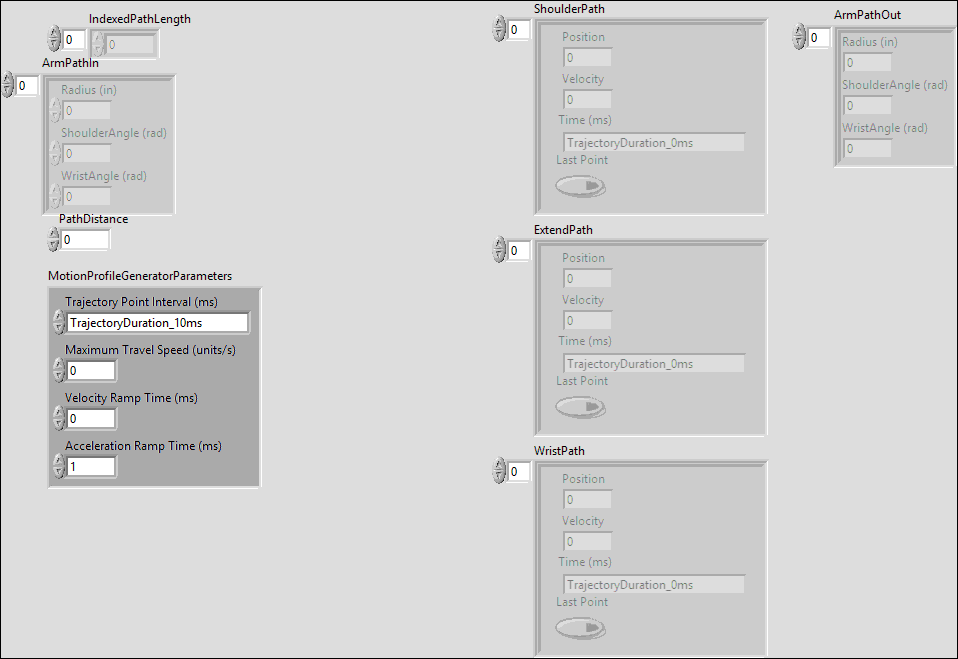 IndexedPathLength
0
0
ArmPathIn
0
Radius (in)
0
ShoulderAngle (rad)
0
WristAngle (rad)
0
PathDistance
0
MotionProfileGeneratorParameters
Trajectory Point Interval (ms)
TrajectoryDuration_10ms
Maximum Travel Speed (units/s)
0
Velocity Ramp Time (ms)
0
Acceleration Ramp Time (ms)
1
ShoulderPath
0
Position
0
Velocity
0
Time (ms)
TrajectoryDuration_0ms
Last Point
ExtendPath
0
Position
0
Velocity
0
Time (ms)
TrajectoryDuration_0ms
Last Point
WristPath
0
Position
0
Velocity
0
Time (ms)
TrajectoryDuration_0ms
Last Point
ArmPathOut
0
Radius (in)
0
ShoulderAngle (rad)
0
WristAngle (rad)
0